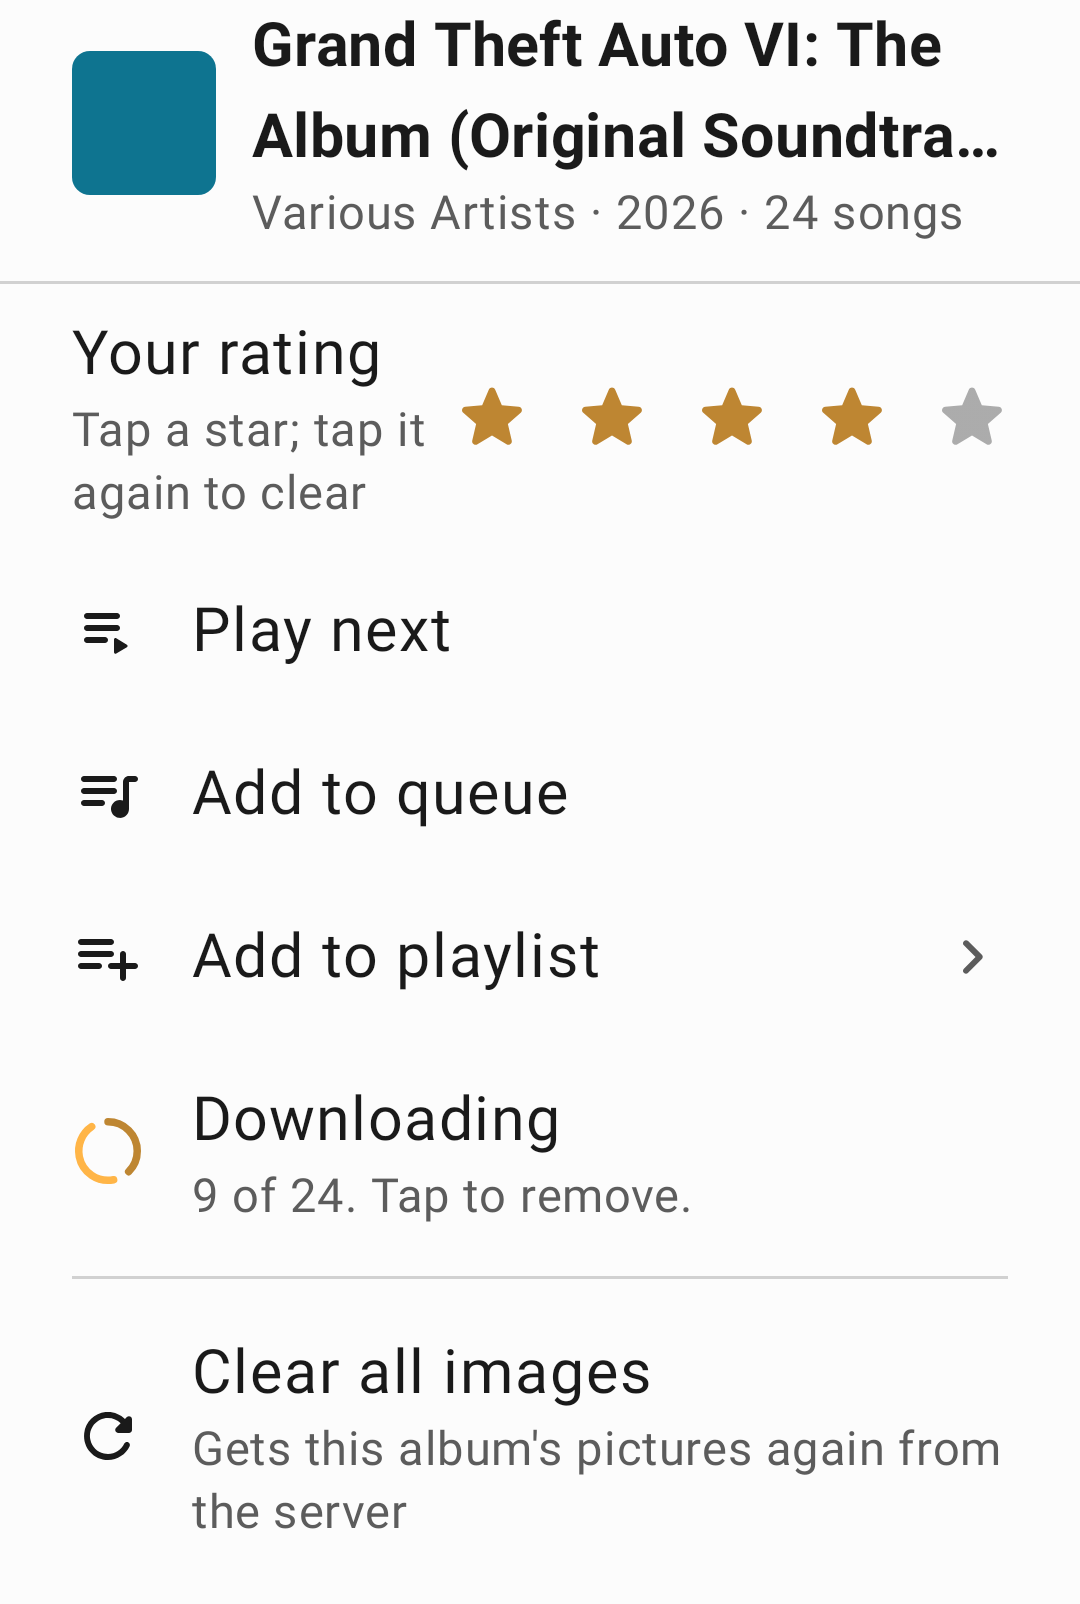 Grand Theft Auto VI: The
Album (Original Soundtra…
Various Artists · 2026 · 24 songs
Your rating
Tap a star; tap it
again to clear
Play next
Add to queue
Add to playlist
Downloading
9 of 24. Tap to remove.
Clear all images
Gets this album's pictures again from
the server